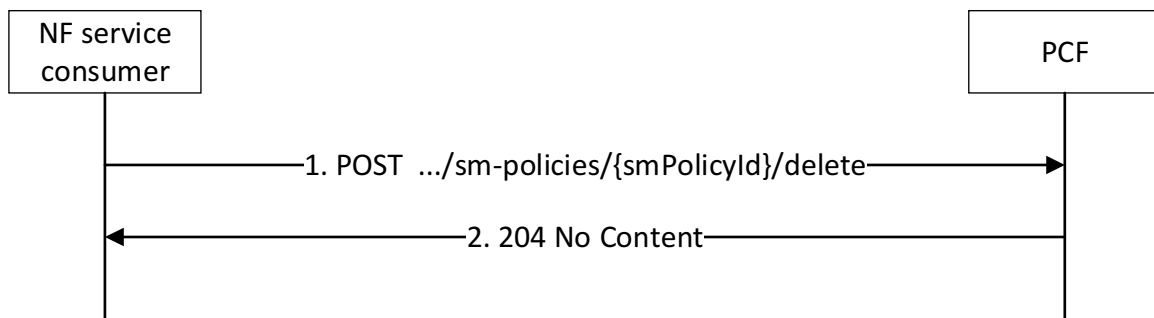 NF service
consumer
PCF
1. POST .../sm-policies/{smPolicyId}/delete
2. 204 No Content